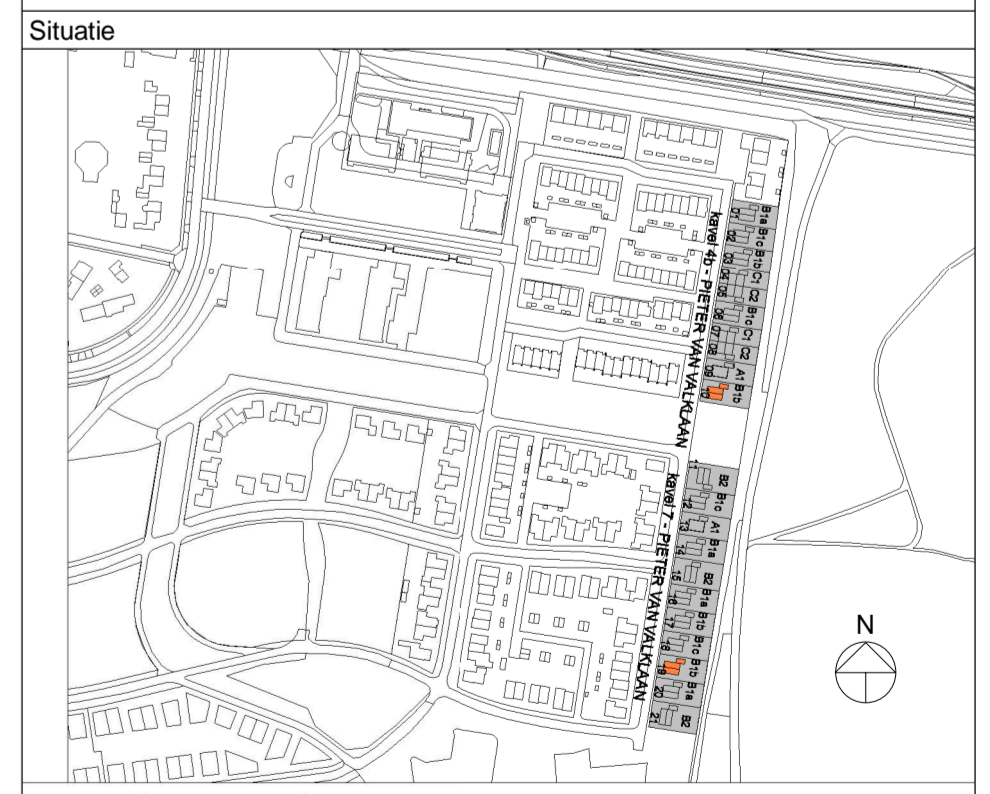 Situatie
B1a B1c B1b C1 C2 B1c C1 C2 A1 B1b
01 02 03 04 05 06 07 08 09 10
kavel 4b - PIETER VAN VALKLAAN
B2 B1c A1 B1a B2 B1a B1b B1c B1b B1a B2
11 12 13 14 15 16 17 18 19 20 21
kavel 7 - PIETER VAN VALKLAAN
N